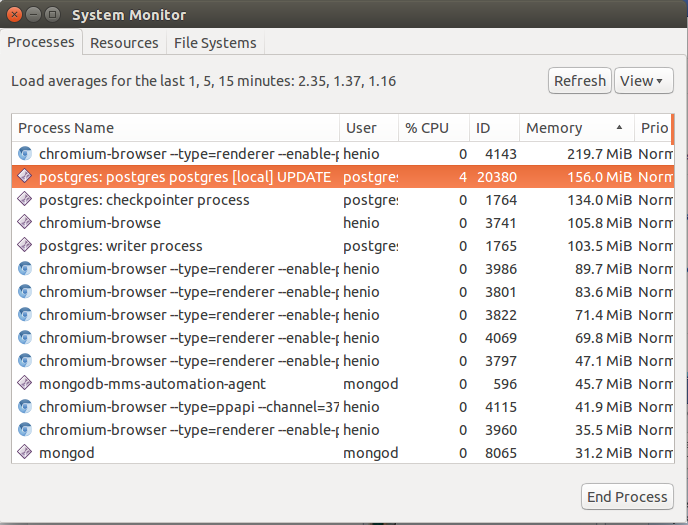 System Monitor
Processes Resources File Systems
Load averages for the last 1, 5, 15 minutes: 2.35, 1.37, 1.16 Refresh View
Process Name User % CPU ID Memory Prio
chromium-browser --type=renderer --enable-p henio 0 4143 219.7 MiB Norm
postgres: postgres postgres [local] UPDATE postgres 4 20380 156.0 MiB Norm
postgres: checkpointer process postgres 0 1764 134.0 MiB Norm
chromium-browse henio 0 3741 105.8 MiB Norm
postgres: writer process postgres 0 1765 103.5 MiB Norm
chromium-browser --type=renderer --enable-p henio 0 3986 89.7 MiB Norm
chromium-browser --type=renderer --enable-p henio 0 3801 83.6 MiB Norm
chromium-browser --type=renderer --enable-p henio 0 3822 71.4 MiB Norm
chromium-browser --type=renderer --enable-p henio 0 4069 69.8 MiB Norm
chromium-browser --type=renderer --enable-p henio 0 3797 47.1 MiB Norm
mongodb-mms-automation-agent mongod 0 596 45.7 MiB Norm
chromium-browser --type=ppapi --channel=37 henio 0 4115 41.9 MiB Norm
chromium-browser --type=renderer --enable-p henio 0 3960 35.5 MiB Norm
mongod mongod 0 8065 31.2 MiB Norm
End Process